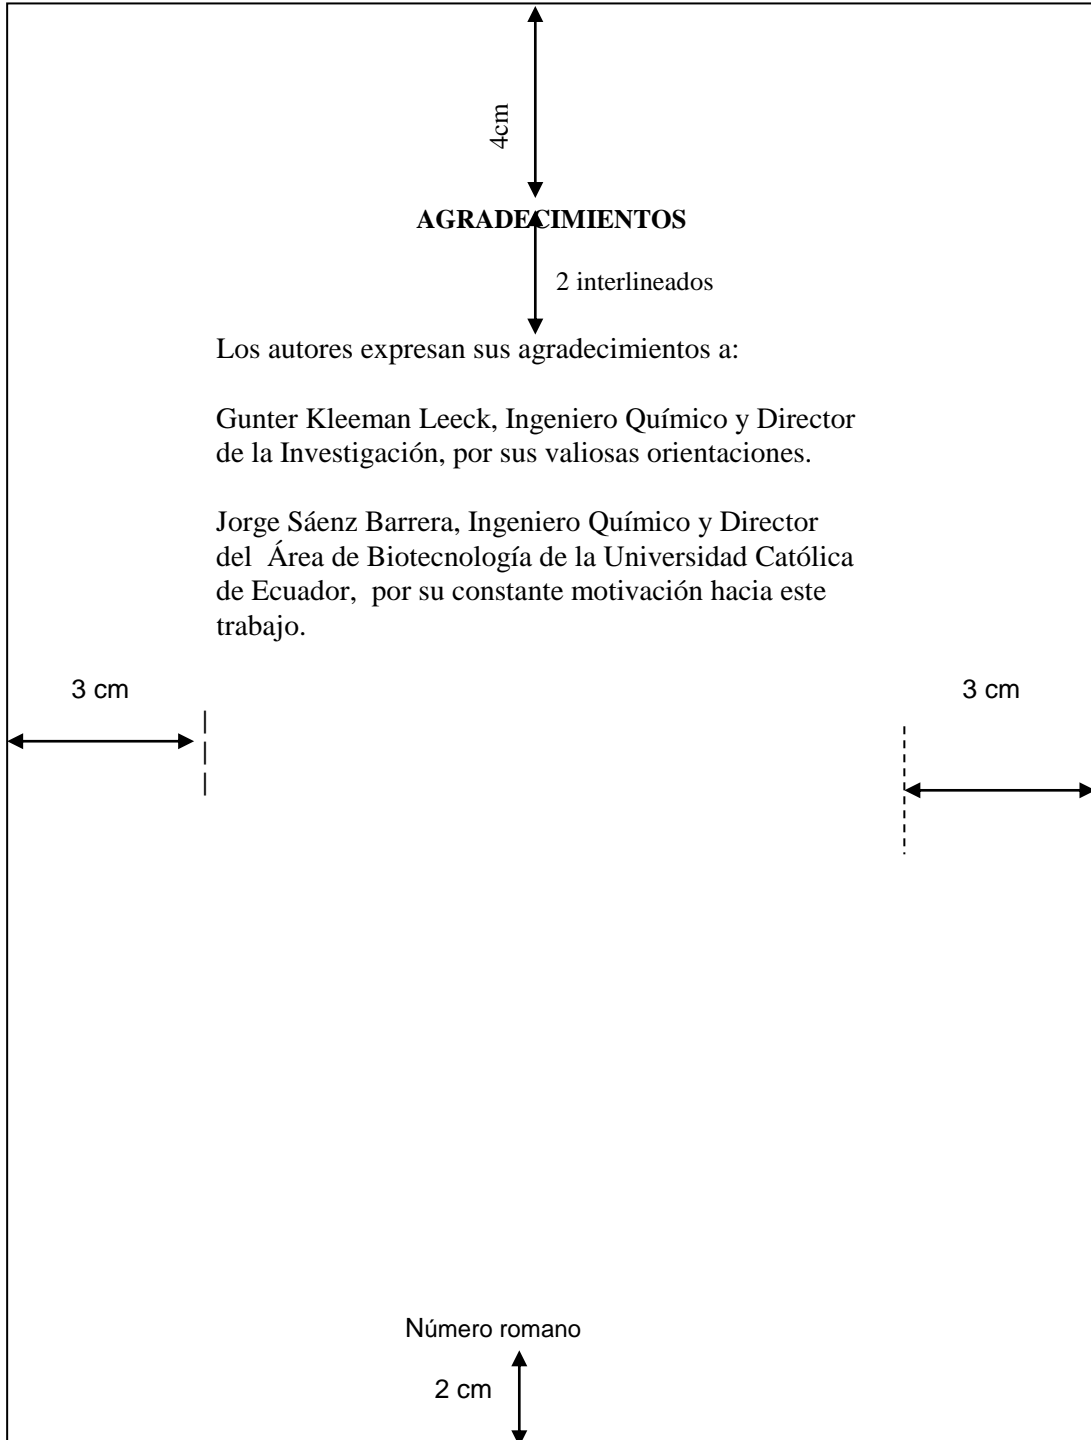 4cm
AGRADECIMIENTOS
2 interlineados
Los autores expresan sus agradecimientos a:
Gunter Kleeman Leeck, Ingeniero Químico y Director
de la Investigación, por sus valiosas orientaciones.
Jorge Sáenz Barrera, Ingeniero Químico y Director
del  Área de Biotecnología de la Universidad Católica
de Ecuador,  por su constante motivación hacia este
trabajo.
3 cm
3 cm
Número romano
2 cm